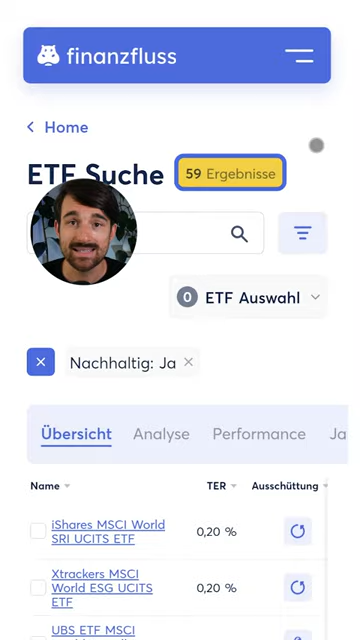 finanzfluss
Home
ETF Suche
59 Ergebnisse
0 ETF Auswahl
Nachhaltig: Ja
Übersicht Analyse Performance Ja
Name TER Ausschüttung
iShares MSCI World
SRI UCITS ETF
0,20 %
Xtrackers MSCI
World ESG UCITS
ETF
0,20 %
UBS ETF MSCI